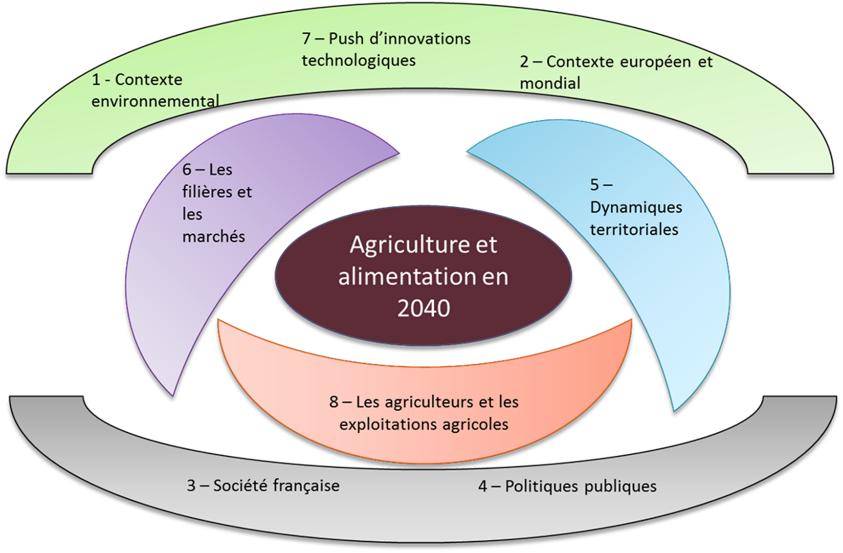 7 – Push d’innovations
technologiques
1 - Contexte
environnemental
2 – Contexte européen et
mondial
6 – Les
filières et
les
marchés
5 –
Dynamiques
territoriales
Agriculture et
alimentation en
2040
8 – Les agriculteurs et les
exploitations agricoles
3 – Société française
4 – Politiques publiques